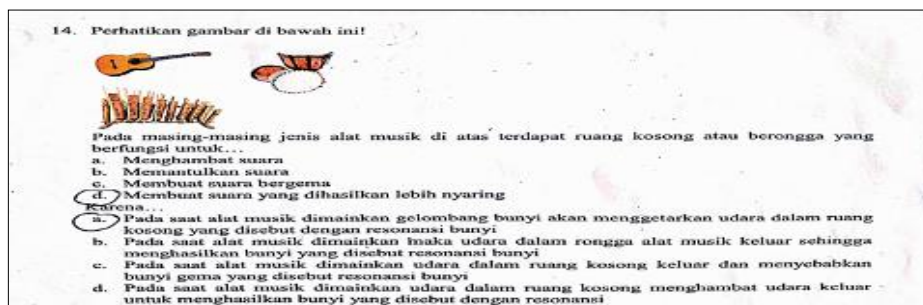 14. Perhatikan gambar di bawah ini!
Pada masing-masing jenis alat musik di atas terdapat ruang kosong atau berongga yang
berfungsi untuk...
a. Menghambat suara
b. Memantulkan suara
c. Membuat suara bergema
d. Membuat suara yang dihasilkan lebih nyaring
Karena...
a. Pada saat alat musik dimainkan gelombang bunyi akan menggetarkan udara dalam ruang
kosong yang disebut dengan resonansi bunyi
b. Pada saat alat musik dimainkan maka udara dalam rongga alat musik keluar sehingga
menghasilkan bunyi yang disebut resonansi bunyi
c. Pada saat alat musik dimainkan udara dalam ruang kosong keluar dan menyebabkan
bunyi gema yang disebut resonansi bunyi
d. Pada saat alat musik dimainkan udara dalam ruang kosong menghambat udara keluar
untuk menghasilkan bunyi yang disebut dengan resonansi